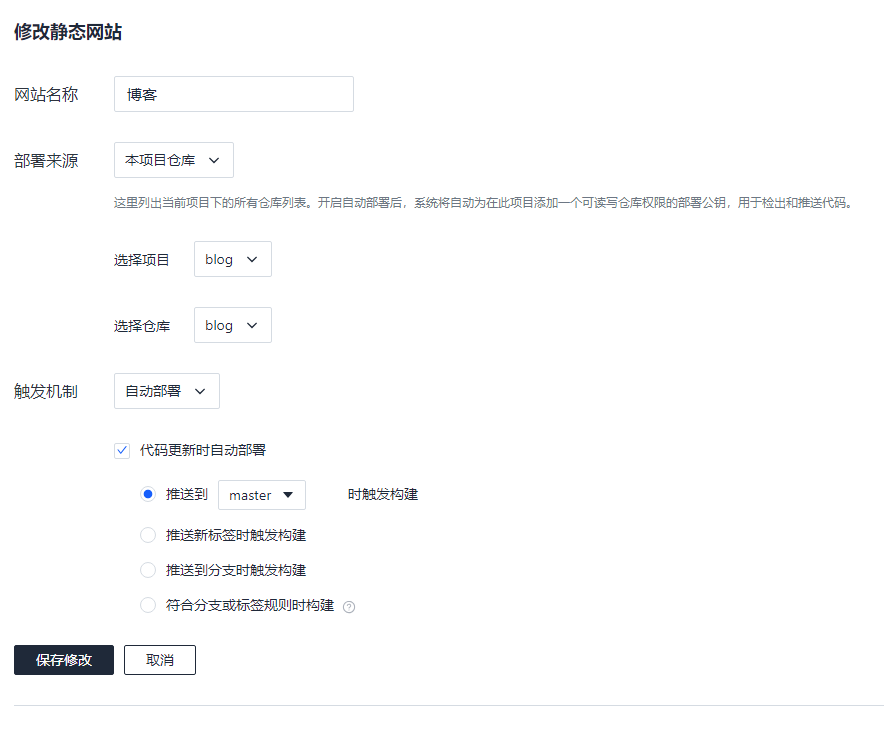 修改静态网站
网站名称 博客
部署来源 本项目仓库
这里列出当前项目下的所有仓库列表。开启自动部署后，系统将自动为在此项目添加一个可读写仓库权限的部署公钥，用于检出和推送代码。
选择项目 blog
选择仓库 blog
触发机制 自动部署
代码更新时自动部署
推送到 master 时触发构建
推送新标签时触发构建
推送到分支时触发构建
符合分支或标签规则时构建 ?
保存修改 取消